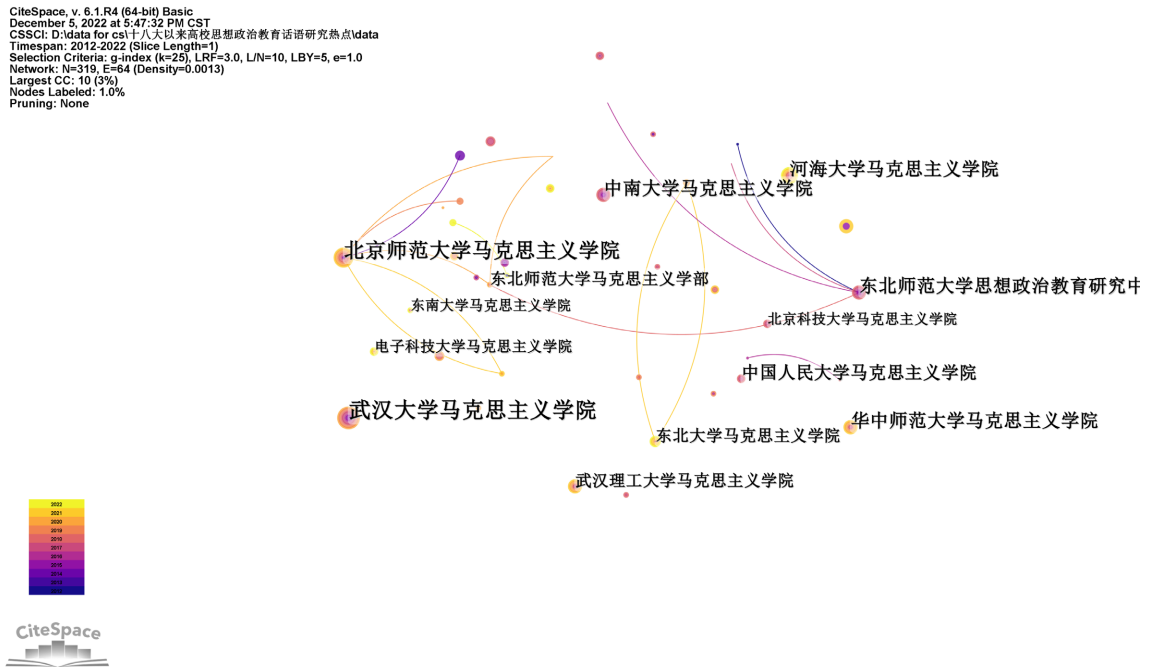 CiteSpace, v. 6.1.R4 (64-bit) Basic
December 5, 2022 at 5:47:32 PM CST
CSSCI: D:\data for cs\十八大以来高校思想政治教育话语研究热点\data
Timespan: 2012-2022 (Slice Length=1)
Selection Criteria: g-index (k=25), LRF=3.0, L/N=10, LBY=5, e=1.0
Network: N=319, E=64 (Density=0.0013)
Largest CC: 10 (3%)
Nodes Labeled: 1.0%
Pruning: None
河海大学马克思主义学院
中南大学马克思主义学院
北京师范大学马克思主义学院
东北师范大学马克思主义学部
东北师范大学思想政治教育研究中
东南大学马克思主义学院
北京科技大学马克思主义学院
电子科技大学马克思主义学院
中国人民大学马克思主义学院
武汉大学马克思主义学院
华中师范大学马克思主义学院
东北大学马克思主义学院
武汉理工大学马克思主义学院
2022
2021
2020
2019
2017
CiteSpace